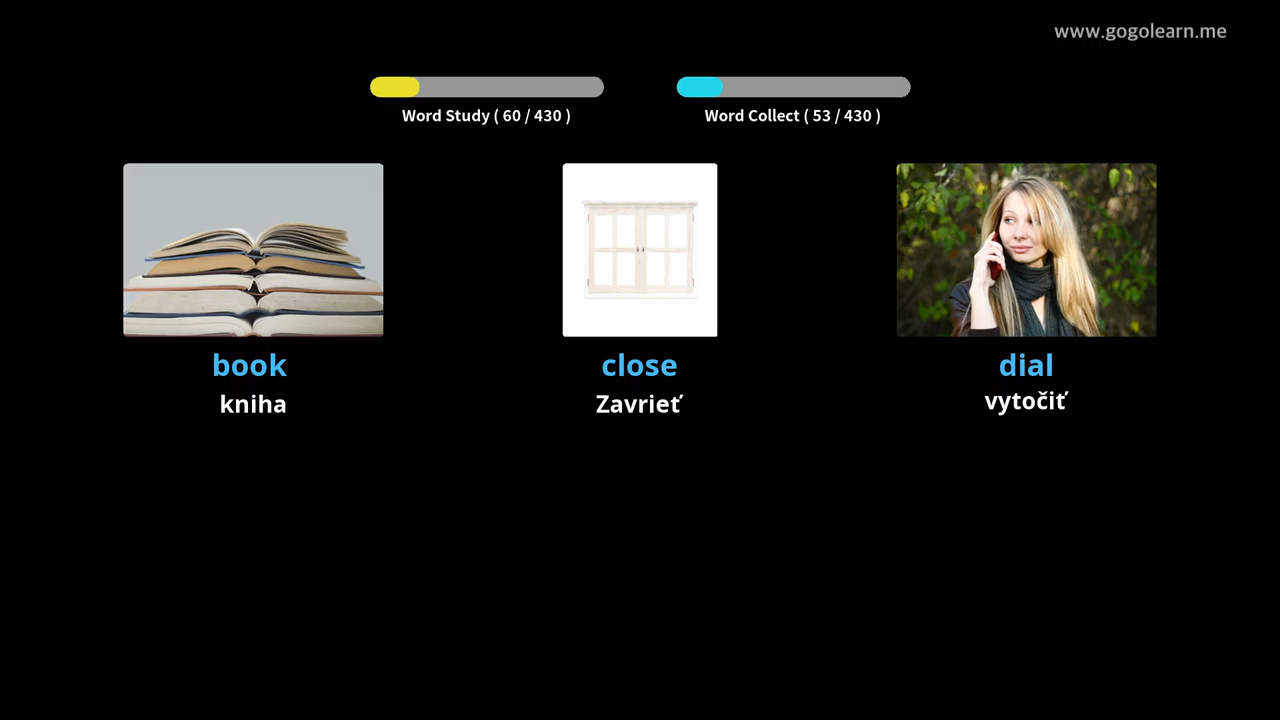 www.gogolearn.me
Word Study ( 60 / 430 )
Word Collect ( 53 / 430 )
book
close
dial
kniha
Zavrieť
vytočiť